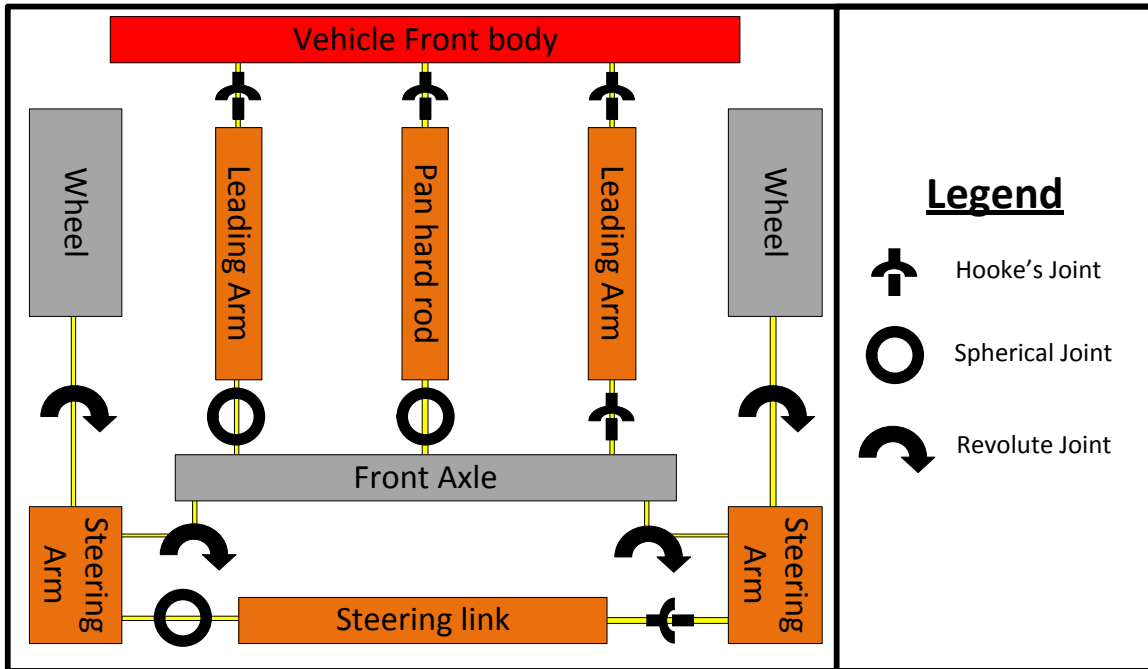 Vehicle Front body
Wheel
Leading Arm
Pan hard rod
Leading Arm
Wheel
Front Axle
Steering
Arm
Steering link
Steering
Arm
Legend
Hooke's Joint
Spherical Joint
Revolute Joint